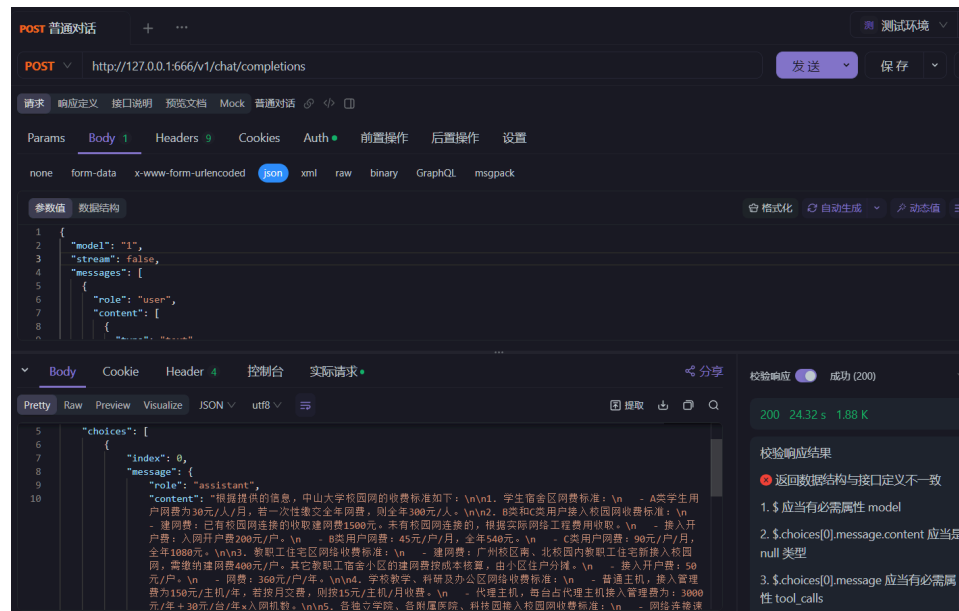 POST 普通对话
测 测试环境
POST http://127.0.0.1:666/v1/chat/completions 发送 保存
请求 响应定义 接口说明 预览文档 Mock 普通对话
Params Body 1 Headers 9 Cookies Auth 前置操作 后置操作 设置
none form-data x-www-form-urlencoded json xml raw binary GraphQL msgpack
参数值 数据结构 格式化 自动生成 动态值
1 {
2 "model": "1",
3 "stream": false,
4 "messages": [
5 {
6 "role": "user",
7 "content": [
8 {
Body Cookie Header 4 控制台 实际请求 分享
校验响应 成功 (200)
Pretty Raw Preview Visualize JSON utf8 提取
200 24.32 s 1.88 K
5 "choices": [
6 {
7 "index": 0,
8 "message": {
9 "role": "assistant",
10 "content": "根据提供的信息，中山大学校园网的收费标准如下：\n\n1. 学生宿舍区网费标准：\n - A类学生用
户网费为30元/人/月，若一次性缴交全年网费，则全年300元/人。\n\n2. B类和C类用户接入校园网收费标准：\n
- 建网费：已有校园网连接的收取建网费1500元。未有校园网连接的，根据实际网络工程费用收取。\n - 接入开
户费：入网开户费200元/户。\n - B类用户网费：45元/户/月，全年540元。\n - C类用户网费：90元/户/月，
全年1080元。\n\n3. 教职工住宅区网络收费标准：\n - 建网费：广州校区南、北校园内教职工住宅新接入校园
网，需缴纳建网费400元/户。其它教职工宿舍小区的建网费按成本核算，由小区住户分摊。\n - 接入开户费：50
元/户。\n - 网费：360元/户/年。\n\n4. 学校教学、科研及办公区网络收费标准：\n - 普通主机，接入管理
费为150元/主机/年，若按月交费，则按15元/主机/月收费。\n - 代理主机，每台占代理主机接入管理费为：3000
元/年＋30元/台/年×入网机数。\n\n5. 各独立学院、各附属医院、科技园接入校园网收费标准：\n - 网络连接速
校验响应结果
返回数据结构与接口定义不一致
1. $ 应当有必需属性 model
2. $.choices[0].message.content 应当是
null 类型
3. $.choices[0].message 应当有必需属
性 tool_calls